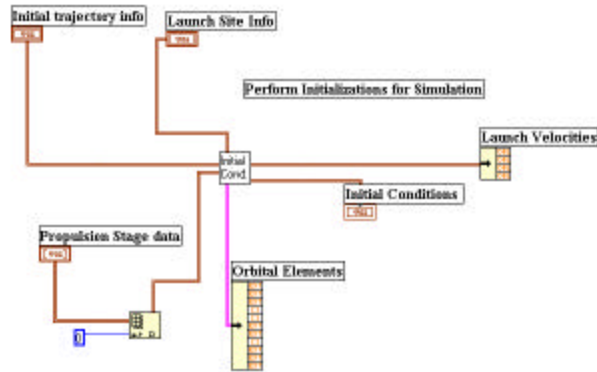 Initial trajectory info
Launch Site Info
Perform Initializations for Simulation
Launch Velocities
Initial
Cond.
Initial Conditions
Propulsion Stage data
Orbital Elements
0